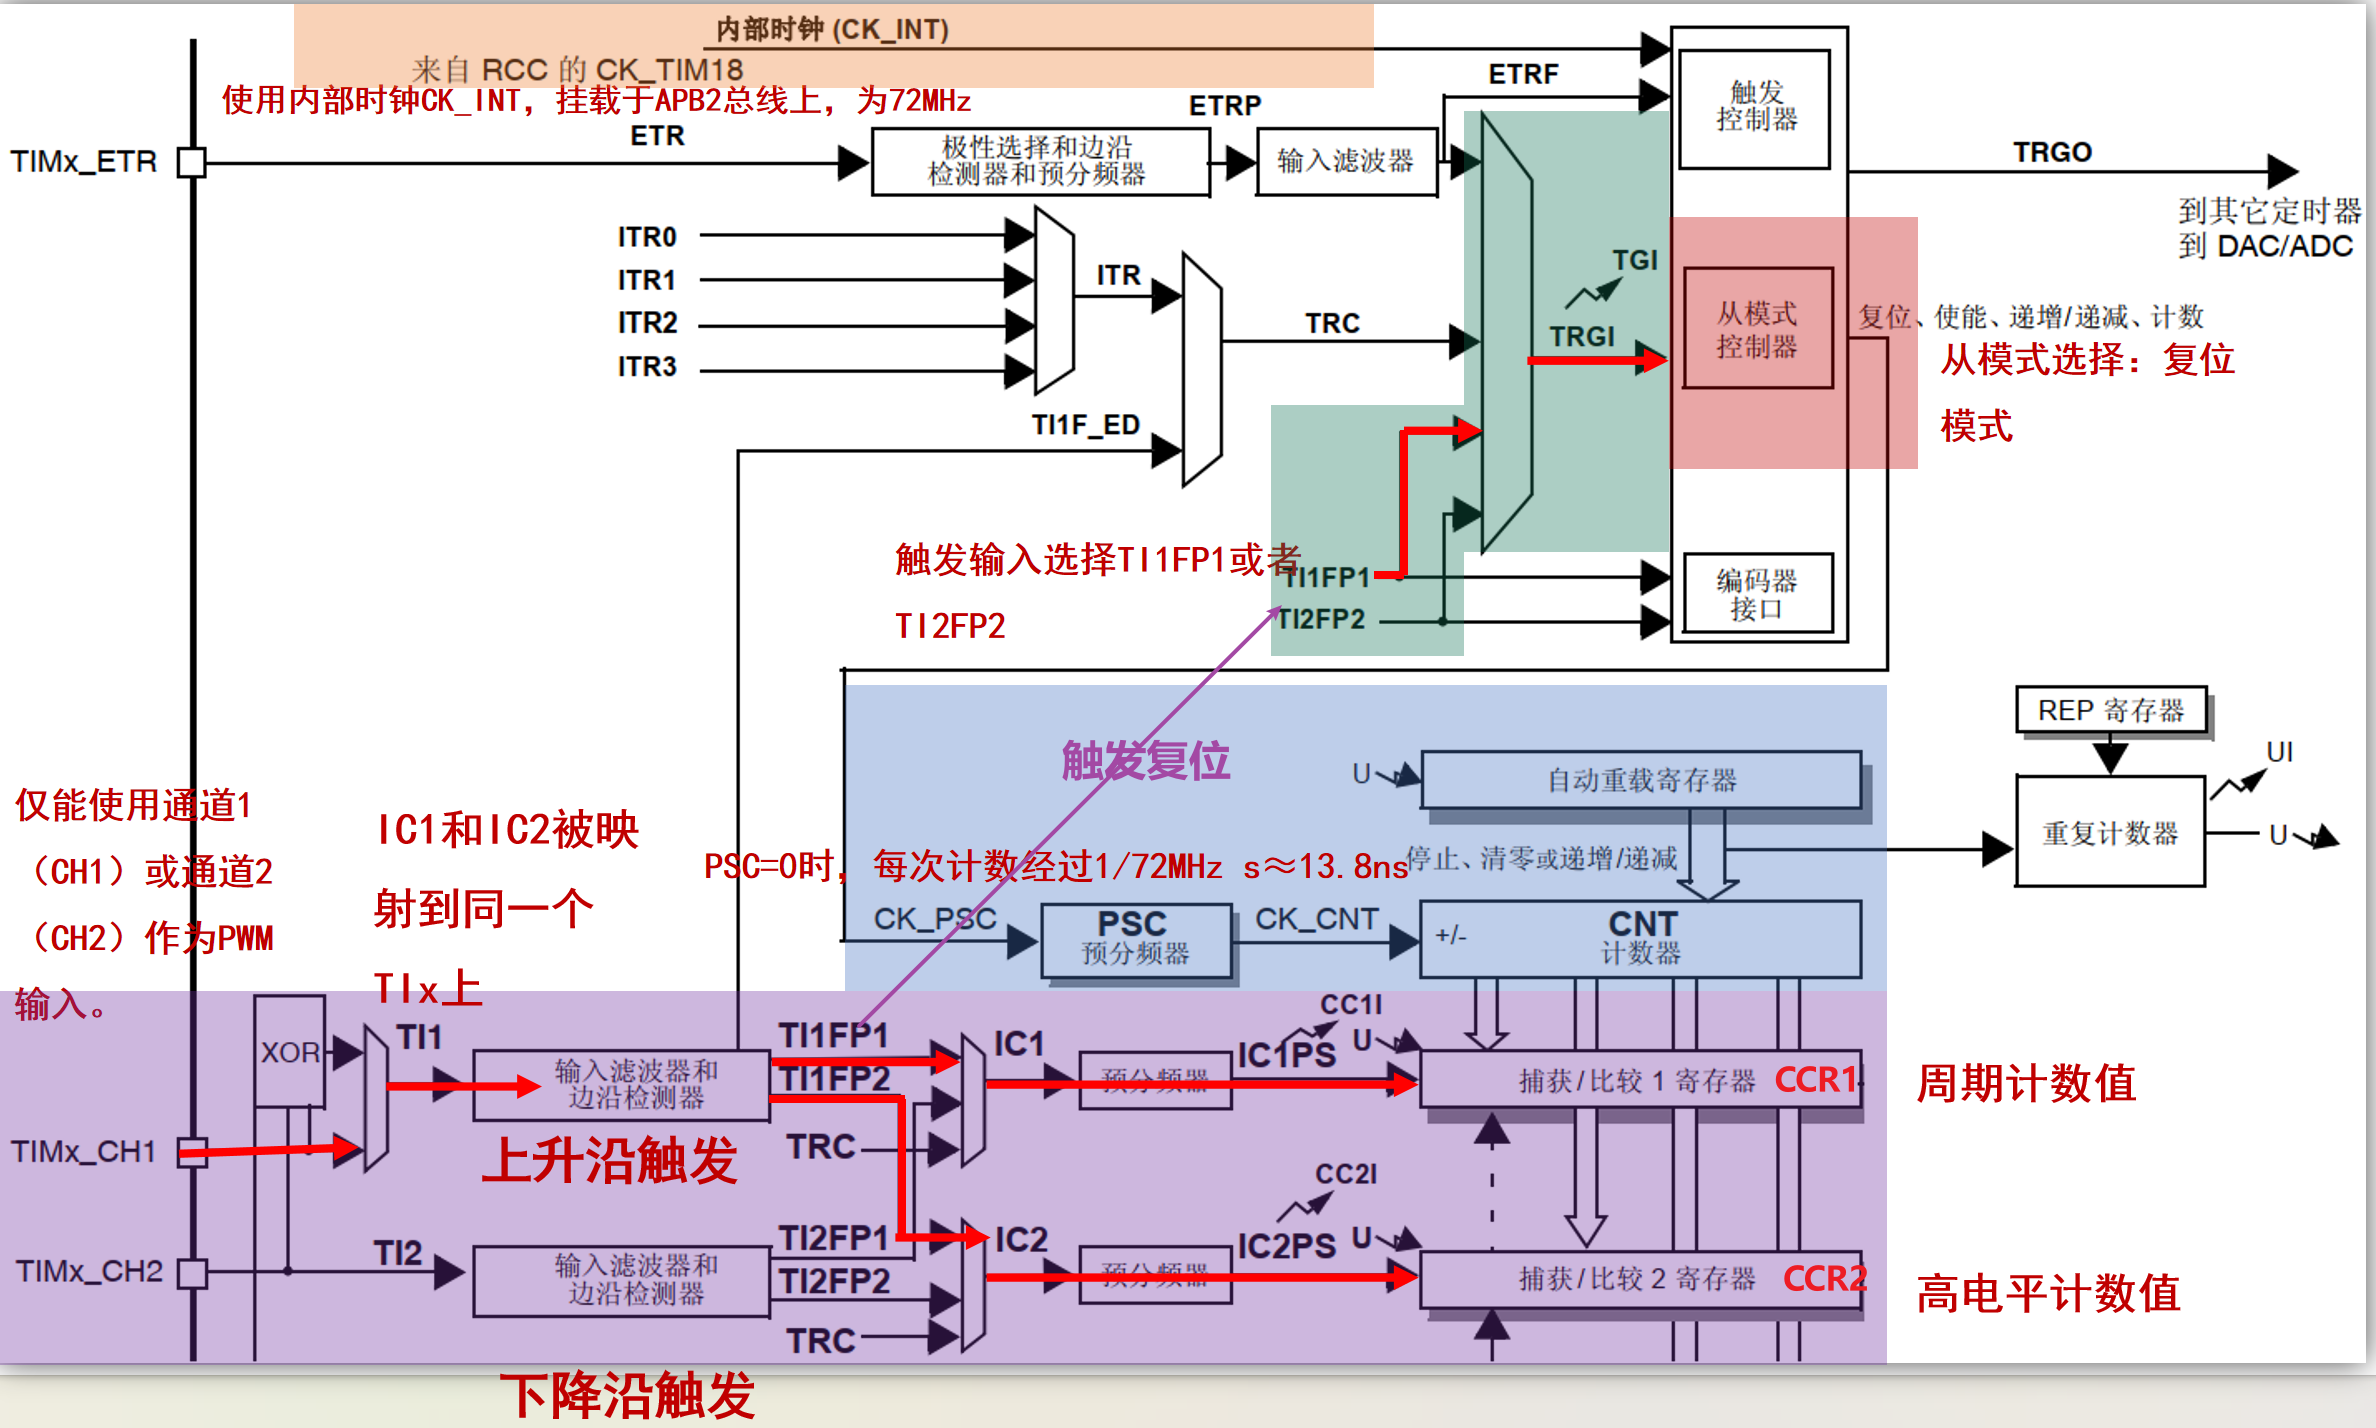 内部时钟 (CK_INT)
来自 RCC 的 CK_TIM18
使用内部时钟CK_INT，挂载于APB2总线上，为72MHz
ETRF
触发
控制器
ETRP
ETR
TIMx_ETR
极性选择和边沿
检测器和预分频器
输入滤波器
TRGO
到其它定时器
到 DAC/ADC
ITR0
ITR1
ITR2
ITR3
ITR
TRC
TGI
TRGI
从模式
控制器
复位、使能、递增/递减、计数
从模式选择：复位
模式
TI1F_ED
触发输入选择TI1FP1或者
TI2FP2
TI1FP1
TI2FP2
编码器
接口
触发复位
REP 寄存器
UI
重复计数器
U
U
自动重载寄存器
停止、清零或递增/递减
PSC=0时，每次计数经过1/72MHz s≈13.8ns
CK_PSC
PSC
预分频器
CK_CNT
+/-
CNT
计数器
仅能使用通道1
（CH1）或通道2
（CH2）作为PWM
输入。
IC1和IC2被映
射到同一个
TIx上
XOR
TI1
TIMx_CH1
输入滤波器和
边沿检测器
上升沿触发
TI1FP1
TI1FP2
TRC
IC1
预分频器
CC1I
IC1PS
U
捕获/比较 1 寄存器 CCR1
周期计数值
TIMx_CH2
TI2
输入滤波器和
边沿检测器
下降沿触发
TI2FP1
TI2FP2
TRC
IC2
预分频器
CC2I
IC2PS
U
捕获/比较 2 寄存器 CCR2
高电平计数值